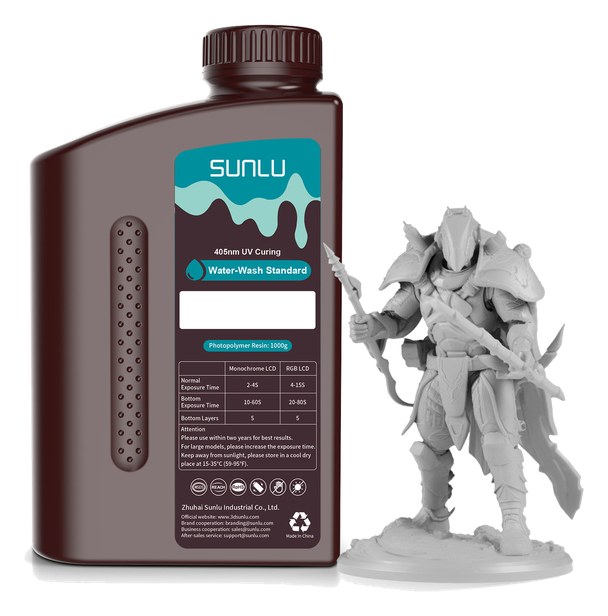 SUNLU
405nm UV Curing
Water-Wash Standard
Photopolymer Resin: 1000g
Monochrome LCD RGB LCD
Normal Exposure Time 2-4S 4-15S
Bottom Exposure Time 10-60S 20-80S
Bottom Layers 5 5
Attention
Please use within two years for best results.
For large models, please increase the exposure time.
Keep away from sunlight, please store in a cool dry
place at 15-35°C (59-95°F).
REACH RoHS
Zhuhai Sunlu Industrial Co., Ltd.
Official website: www.3dsunlu.com
Brand cooperation: branding@sunlu.com
Business cooperation: sales@sunlu.com
After-sales service: support@sunlu.com
Made In China